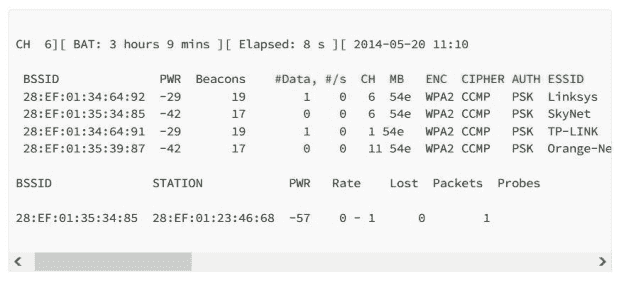 CH  6][ BAT: 3 hours 9 mins ][ Elapsed: 8 s ][ 2014-05-20 11:10
BSSID PWR Beacons #Data, #/s CH MB ENC CIPHER AUTH ESSID
28:EF:01:34:64:92 -29 19 1 0 6 54e WPA2 CCMP PSK Linksys
28:EF:01:35:34:85 -42 17 0 0 6 54e WPA2 CCMP PSK SkyNet
28:EF:01:34:64:91 -29 19 1 0 1 54e WPA2 CCMP PSK TP-LINK
28:EF:01:35:39:87 -42 17 0 0 11 54e WPA2 CCMP PSK Orange-Ne
BSSID STATION PWR Rate Lost Packets Probes
28:EF:01:35:34:85 28:EF:01:23:46:68 -57 0 - 1 0 1